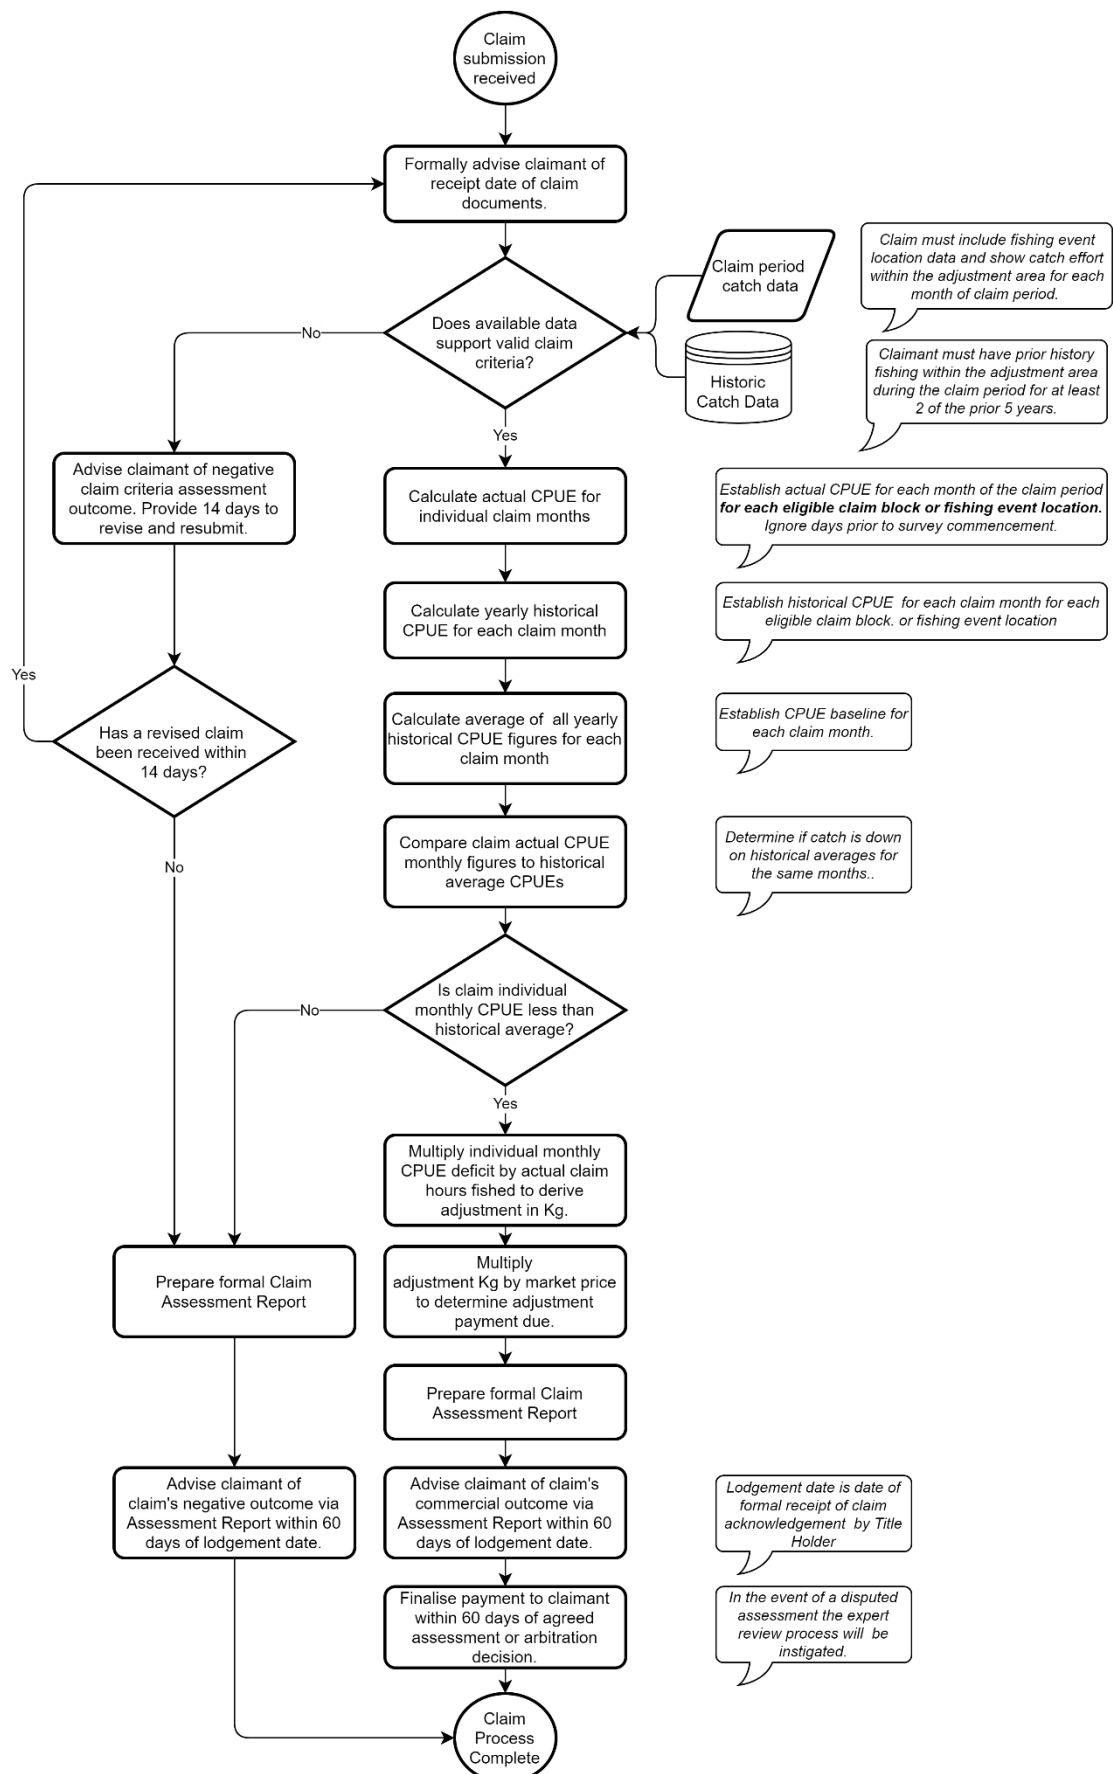 Claim
submission
received
Formally advise claimant of
receipt date of claim
documents.
Claim period
catch data
Claim must include fishing event
location data and show catch effort
within the adjustment area for each
month of claim period.
Does available data
support valid claim
criteria?
No
Historic
Catch Data
Claimant must have prior history
fishing within the adjustment area
during the claim period for at least
2 of the prior 5 years.
Yes
Advise claimant of negative
claim criteria assessment
outcome. Provide 14 days to
revise and resubmit.
Calculate actual CPUE for
individual claim months
Establish actual CPUE for each month of the claim period
for each eligible claim block or fishing event location.
Ignore days prior to survey commencement.
Calculate yearly historical
CPUE for each claim month
Establish historical CPUE for each claim month for each
eligible claim block. or fishing event location
Yes
Has a revised claim
been received within
14 days?
Calculate average of all yearly
historical CPUE figures for each
claim month
Establish CPUE baseline for
each claim month.
No
Compare claim actual CPUE
monthly figures to historical
average CPUEs
Determine if catch is down
on historical averages for
the same months..
Is claim individual
monthly CPUE less than
historical average?
No
Yes
Multiply individual monthly
CPUE deficit by actual claim
hours fished to derive
adjustment in Kg.
Prepare formal Claim
Assessment Report
Multiply
adjustment Kg by market price
to determine adjustment
payment due.
Prepare formal Claim
Assessment Report
Advise claimant of
claim's negative outcome via
Assessment Report within 60
days of lodgement date.
Advise claimant of claim's
commercial outcome via
Assessment Report within 60
days of lodgement date.
Lodgement date is date of
formal receipt of claim
acknowledgement by Title
Holder
Finalise payment to claimant
within 60 days of agreed
assessment or arbitration
decision.
In the event of a disputed
assessment the expert
review process will be
instigated.
Claim
Process
Complete